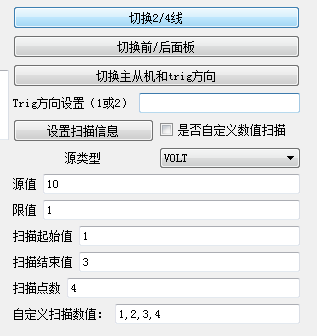 切换2/4线
切换前/后面板
切换主从机和trig方向
Trig方向设置（1或2）
设置扫描信息 是否自定义数值扫描
源类型 VOLT
源值 10
限值 1
扫描起始值 1
扫描结束值 3
扫描点数 4
自定义扫描数值： 1,2,3,4